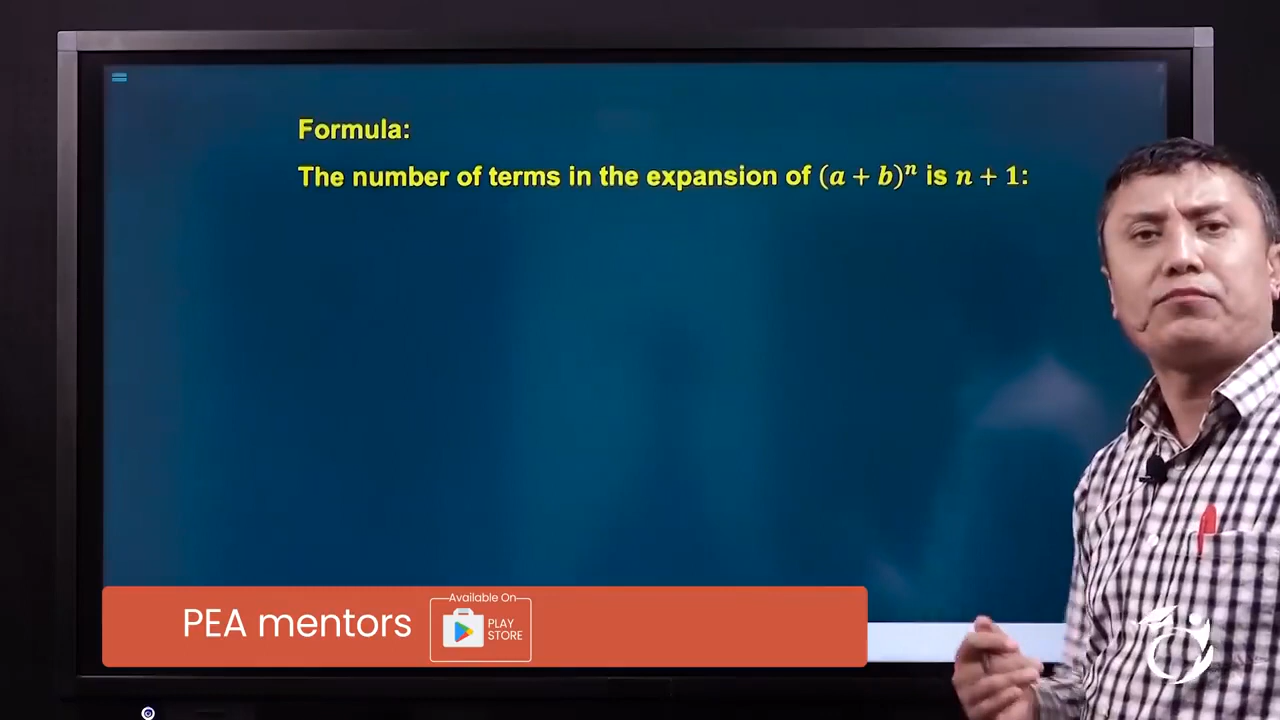 Formula:
The number of terms in the expansion of (a + b)ⁿ is n + 1:
PEA mentors
Available On
PLAY
STORE